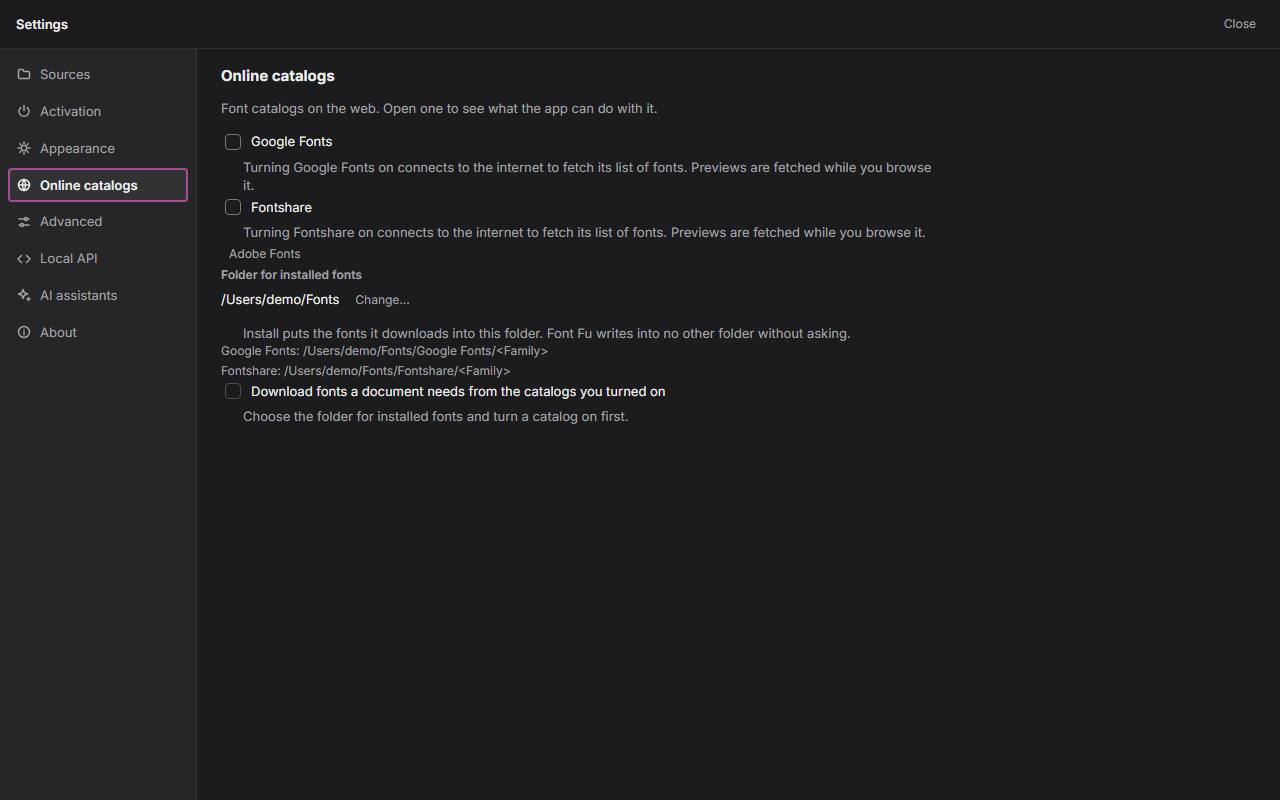 Settings
Close
Sources
Activation
Appearance
Online catalogs
Advanced
Local API
AI assistants
About
Online catalogs
Font catalogs on the web. Open one to see what the app can do with it.
Google Fonts
Turning Google Fonts on connects to the internet to fetch its list of fonts. Previews are fetched while you browse
it.
Fontshare
Turning Fontshare on connects to the internet to fetch its list of fonts. Previews are fetched while you browse it.
Adobe Fonts
Folder for installed fonts
/Users/demo/Fonts Change...
Install puts the fonts it downloads into this folder. Font Fu writes into no other folder without asking.
Google Fonts: /Users/demo/Fonts/Google Fonts/<Family>
Fontshare: /Users/demo/Fonts/Fontshare/<Family>
Download fonts a document needs from the catalogs you turned on
Choose the folder for installed fonts and turn a catalog on first.